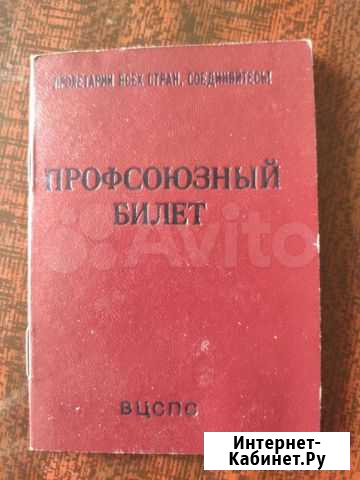 ПРОЛЕТАРИИ ВСЕХ СТРАН, СОЕДИНЯЙТЕСЬ!
ПРОФСОЮЗНЫЙ
БИЛЕТ
Avito
ВЦСПС
Интернет-
Кабинет.Ру